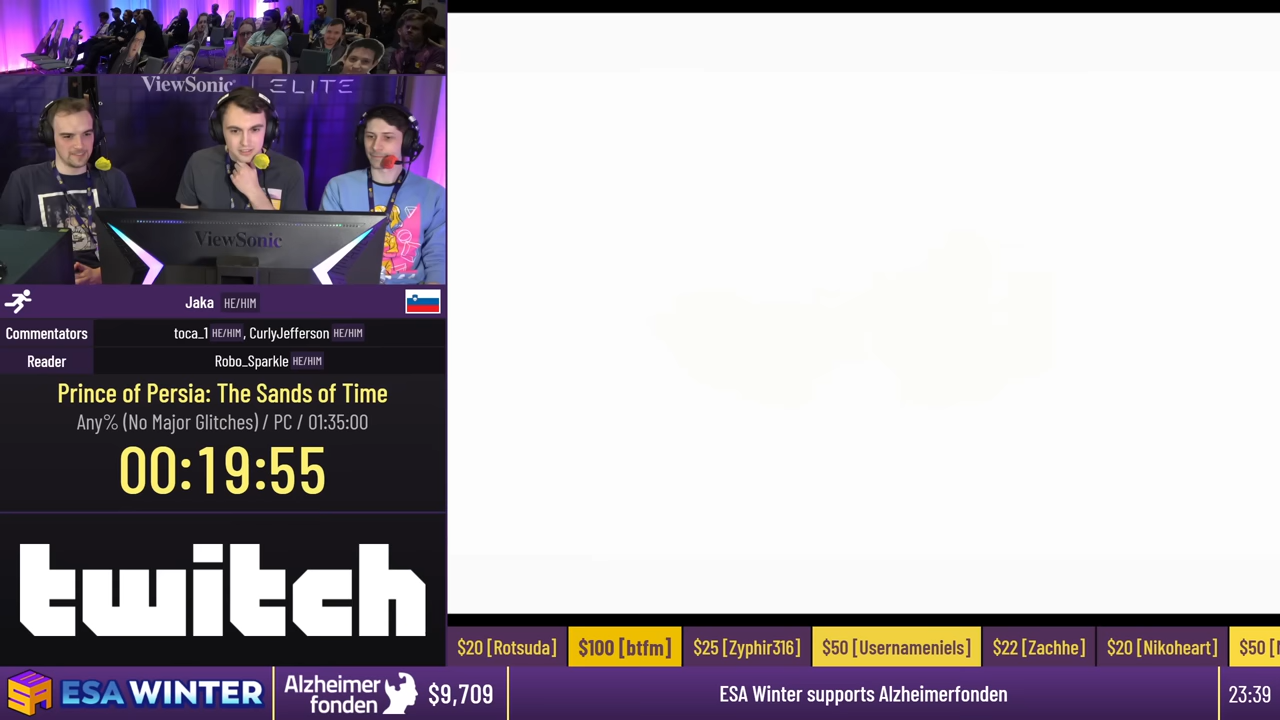 ViewSonic | ELITE
ViewSonic
Jaka HE/HIM
Commentators toca_1 HE/HIM, CurlyJefferson HE/HIM
Reader Robo_Sparkle HE/HIM
Prince of Persia: The Sands of Time
Any% (No Major Glitches) / PC / 01:35:00
00:19:55
twitch
$20 [Rotsuda] $100 [btfm] $25 [Zyphir316] $50 [Usernameniels] $22 [Zachhe] $20 [Nikoheart] $50
ESA WINTER
Alzheimer
fonden
$9,709
ESA Winter supports Alzheimerfonden
23:39